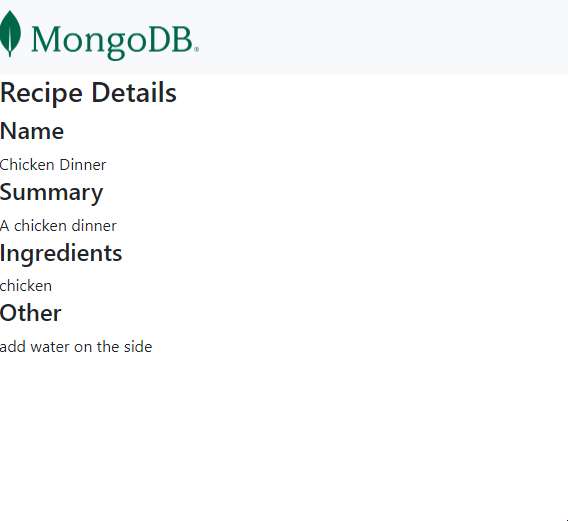 MongoDB®
Recipe Details
Name
Chicken Dinner
Summary
A chicken dinner
Ingredients
chicken
Other
add water on the side